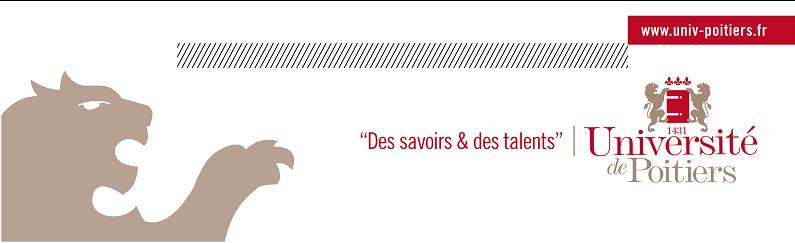 www.univ-poitiers.fr
“Des savoirs & des talents”
1431
Université
de Poitiers